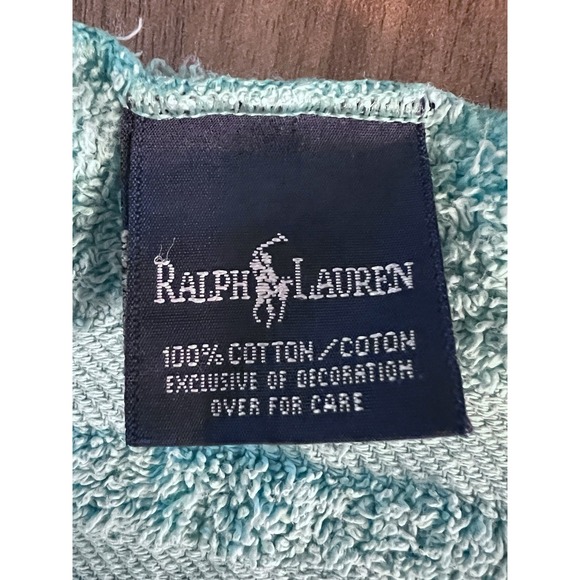 RALPH LAUREN
100% COTTON/COTON
EXCLUSIVE OF DECORATION
OVER FOR CARE